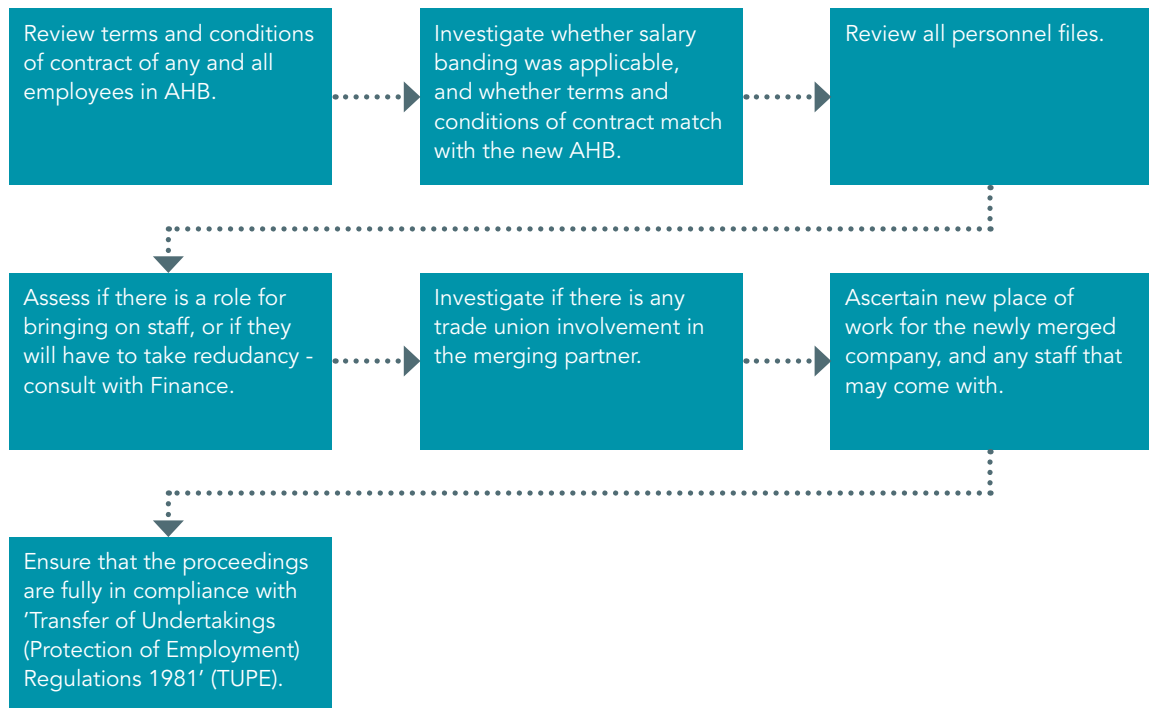 Review terms and conditions
of contract of any and all
employees in AHB.
Investigate whether salary
banding was applicable,
and whether terms and
conditions of contract match
with the new AHB.
Review all personnel files.
Assess if there is a role for
bringing on staff, or if they
will have to take redudancy -
consult with Finance.
Investigate if there is any
trade union involvement in
the merging partner.
Ascertain new place of
work for the newly merged
company, and any staff that
may come with.
Ensure that the proceedings
are fully in compliance with
'Transfer of Undertakings
(Protection of Employment)
Regulations 1981' (TUPE).